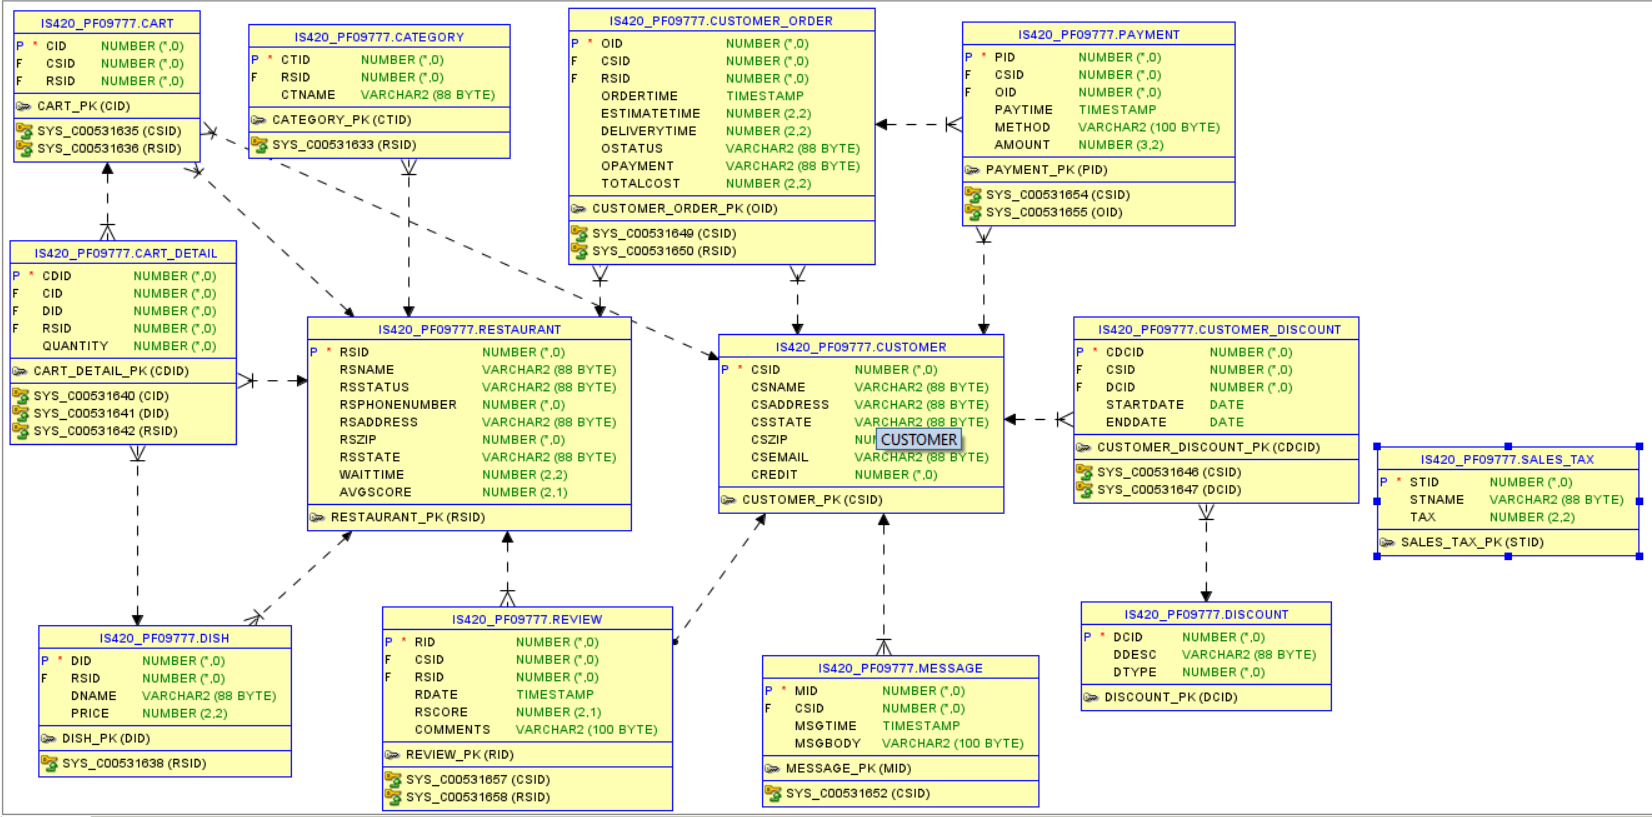 IS420_PF09777.CART
P * CID NUMBER (*,0)
F CSID NUMBER (*,0)
F RSID NUMBER (*,0)
CART_PK (CID)
SYS_C00531635 (CSID)
SYS_C00531636 (RSID)
IS420_PF09777.CATEGORY
P * CTID NUMBER (*,0)
F RSID NUMBER (*,0)
CTNAME VARCHAR2 (88 BYTE)
CATEGORY_PK (CTID)
SYS_C00531633 (RSID)
IS420_PF09777.CUSTOMER_ORDER
P * OID NUMBER (*,0)
F CSID NUMBER (*,0)
F RSID NUMBER (*,0)
ORDERTIME TIMESTAMP
ESTIMATETIME NUMBER (2,2)
DELIVERYTIME NUMBER (2,2)
OSTATUS VARCHAR2 (88 BYTE)
OPAYMENT VARCHAR2 (88 BYTE)
TOTALCOST NUMBER (2,2)
CUSTOMER_ORDER_PK (OID)
SYS_C00531649 (CSID)
SYS_C00531650 (RSID)
IS420_PF09777.PAYMENT
P * PID NUMBER (*,0)
F CSID NUMBER (*,0)
F OID NUMBER (*,0)
PAYTIME TIMESTAMP
METHOD VARCHAR2 (100 BYTE)
AMOUNT NUMBER (3,2)
PAYMENT_PK (PID)
SYS_C00531654 (CSID)
SYS_C00531655 (OID)
IS420_PF09777.CART_DETAIL
P * CDID NUMBER (*,0)
F CID NUMBER (*,0)
F DID NUMBER (*,0)
F RSID NUMBER (*,0)
QUANTITY NUMBER (*,0)
CART_DETAIL_PK (CDID)
SYS_C00531640 (CID)
SYS_C00531641 (DID)
SYS_C00531642 (RSID)
IS420_PF09777.RESTAURANT
P * RSID NUMBER (*,0)
RSNAME VARCHAR2 (88 BYTE)
RSSTATUS VARCHAR2 (88 BYTE)
RSPHONENUMBER NUMBER (*,0)
RSADDRESS VARCHAR2 (88 BYTE)
RSZIP NUMBER (*,0)
RSSTATE VARCHAR2 (88 BYTE)
WAITTIME NUMBER (2,2)
AVGSCORE NUMBER (2,1)
RESTAURANT_PK (RSID)
IS420_PF09777.CUSTOMER
P * CSID NUMBER (*,0)
CSNAME VARCHAR2 (88 BYTE)
CSADDRESS VARCHAR2 (88 BYTE)
CSSTATE VARCHAR2 (88 BYTE)
CSZIP NU CUSTOMER
CSEMAIL VARCHAR2 (88 BYTE)
CREDIT NUMBER (*,0)
CUSTOMER_PK (CSID)
IS420_PF09777.CUSTOMER_DISCOUNT
P * CDCID NUMBER (*,0)
F CSID NUMBER (*,0)
F DCID NUMBER (*,0)
STARTDATE DATE
ENDDATE DATE
CUSTOMER_DISCOUNT_PK (CDCID)
SYS_C00531646 (CSID)
SYS_C00531647 (DCID)
IS420_PF09777.SALES_TAX
P * STID NUMBER (*,0)
STNAME VARCHAR2 (88 BYTE)
TAX NUMBER (2,2)
SALES_TAX_PK (STID)
IS420_PF09777.DISH
P * DID NUMBER (*,0)
F RSID NUMBER (*,0)
DNAME VARCHAR2 (88 BYTE)
PRICE NUMBER (2,2)
DISH_PK (DID)
SYS_C00531638 (RSID)
IS420_PF09777.REVIEW
P * RID NUMBER (*,0)
F CSID NUMBER (*,0)
F RSID NUMBER (*,0)
RDATE TIMESTAMP
RSCORE NUMBER (2,1)
COMMENTS VARCHAR2 (100 BYTE)
REVIEW_PK (RID)
SYS_C00531657 (CSID)
SYS_C00531658 (RSID)
IS420_PF09777.MESSAGE
P * MID NUMBER (*,0)
F CSID NUMBER (*,0)
MSGTIME TIMESTAMP
MSGBODY VARCHAR2 (100 BYTE)
MESSAGE_PK (MID)
SYS_C00531652 (CSID)
IS420_PF09777.DISCOUNT
P * DCID NUMBER (*,0)
DDESC VARCHAR2 (88 BYTE)
DTYPE NUMBER (*,0)
DISCOUNT_PK (DCID)